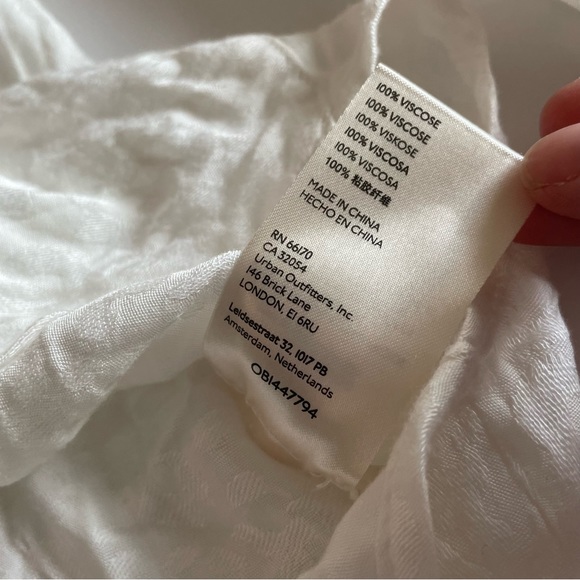 100% VISCOSE
100% VISCOSE
100% VISKOSE
100% VISCOSA
100% VISCOSA
100% 粘胶纤维
MADE IN CHINA
HECHO EN CHINA
RN 66170
CA 32054
Urban Outfitters, Inc.
146 Brick Lane
LONDON, E1 6RU
Leidsestraat 32, 1017 PB
Amsterdam, Netherlands
OB1447794